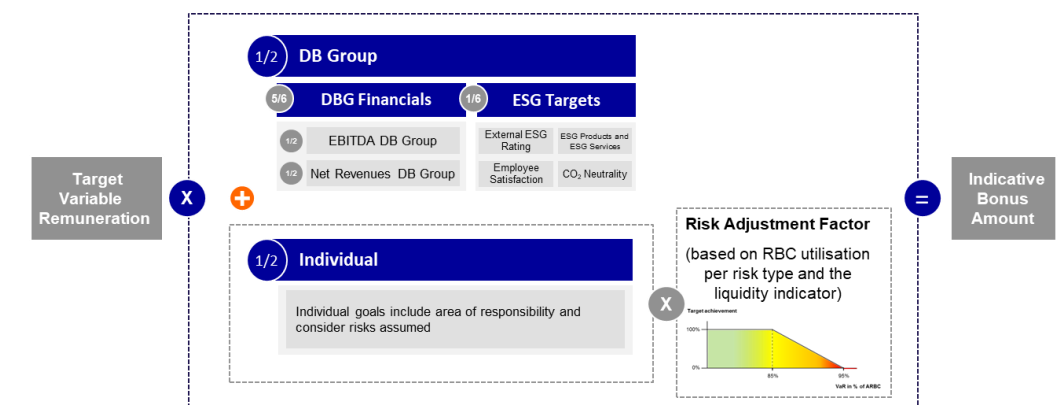 1/2 DB Group
5/6 DBG Financials
1/6 ESG Targets
1/2 EBITDA DB Group
External ESG
Rating
ESG Products and
ESG Services
1/2 Net Revenues DB Group
Employee
Satisfaction
CO₂ Neutrality
Target
Variable
Remuneration
X
+
=
Indicative
Bonus
Amount
1/2 Individual
Individual goals include area of responsibility and
consider risks assumed
X
Risk Adjustment Factor
(based on RBC utilisation
per risk type and the
liquidity indicator)
Target achievement
100%
0%
85%
95%
VaR in % of ARBC